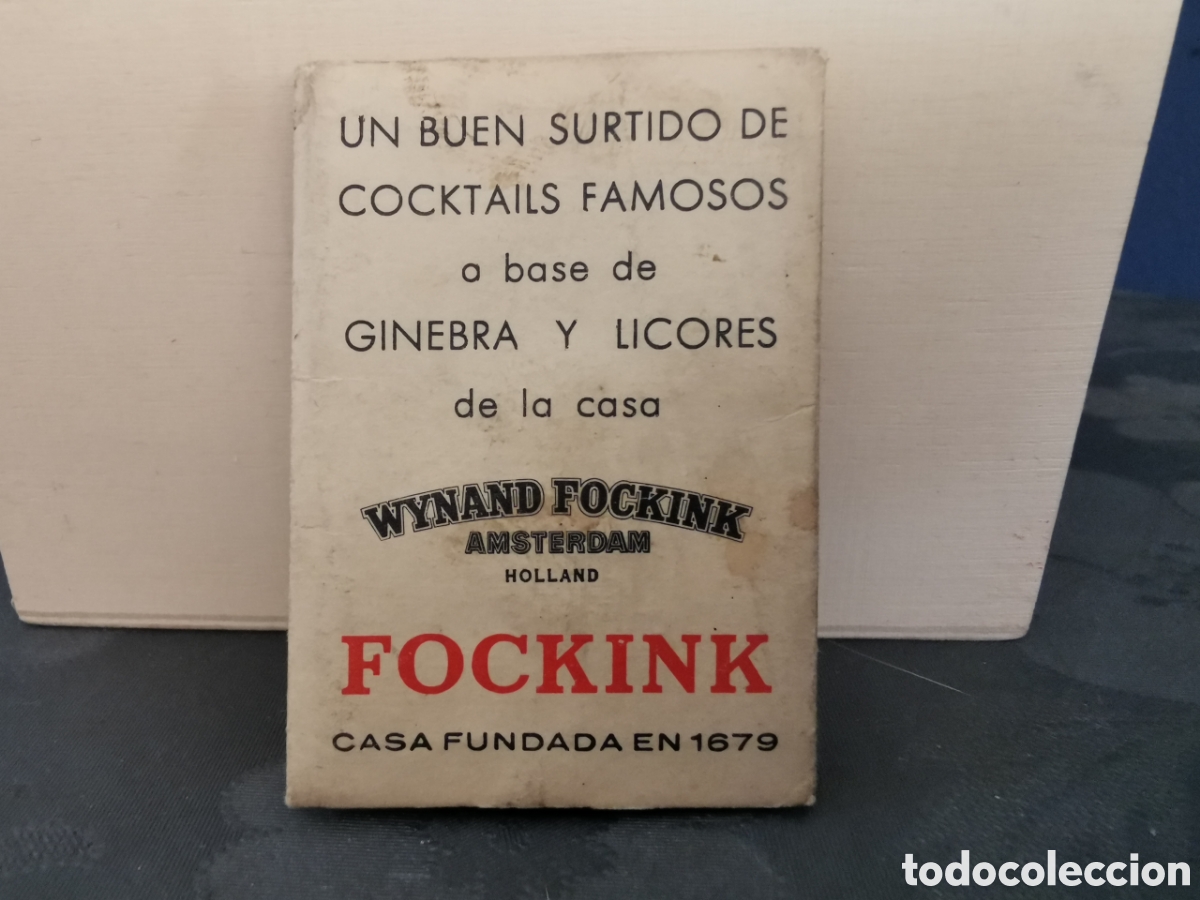 UN BUEN SURTIDO DE
COCKTAILS FAMOSOS
a base de
GINEBRA Y LICORES
de la casa
WYNAND FOCKINK
AMSTERDAM
HOLLAND
FOCKINK
CASA FUNDADA EN 1679
todocoleccion